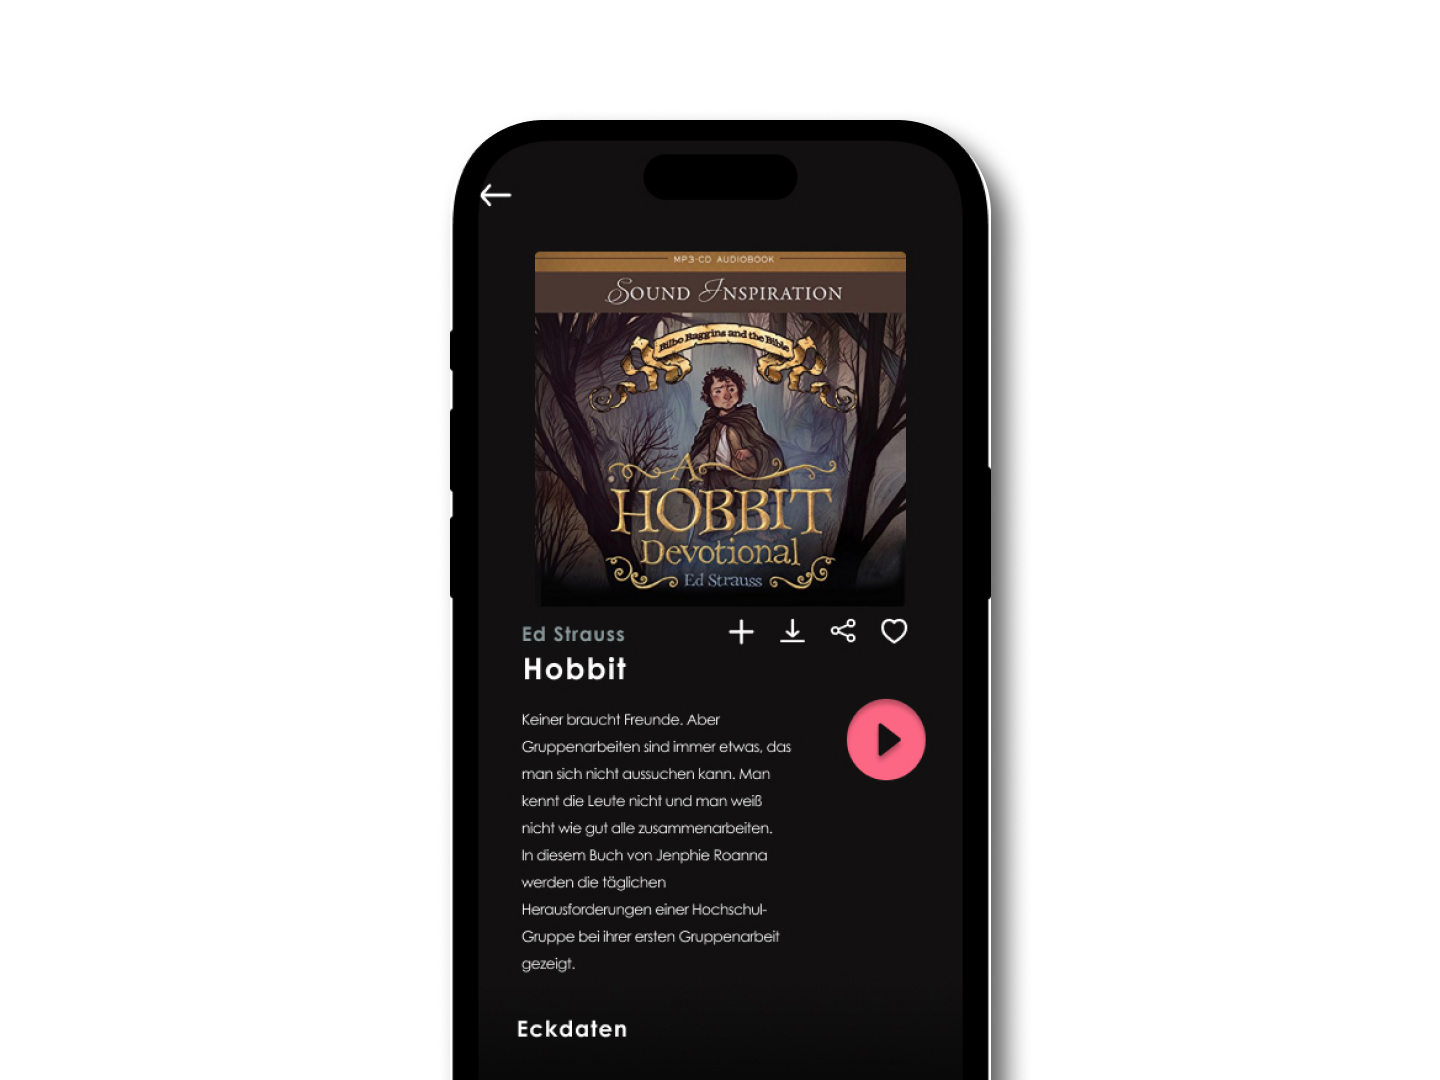 MP3-CD AUDIOBOOK
SOUND INSPIRATION
Bilbo Baggins and the Bible
A
HOBBIT
Devotional
Ed Strauss
Ed Strauss
Hobbit
Keiner braucht Freunde. Aber
Gruppenarbeiten sind immer etwas, das
man sich nicht aussuchen kann. Man
kennt die Leute nicht und man weiß
nicht wie gut alle zusammenarbeiten.
In diesem Buch von Jenphie Roanna
werden die täglichen
Herausforderungen einer Hochschul-
Gruppe bei ihrer ersten Gruppenarbeit
gezeigt.
Eckdaten